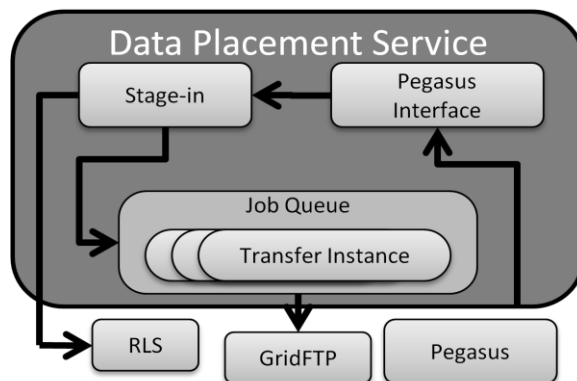 Data Placement Service
Stage-in
Pegasus
Interface
Job Queue
Transfer Instance
RLS
GridFTP
Pegasus